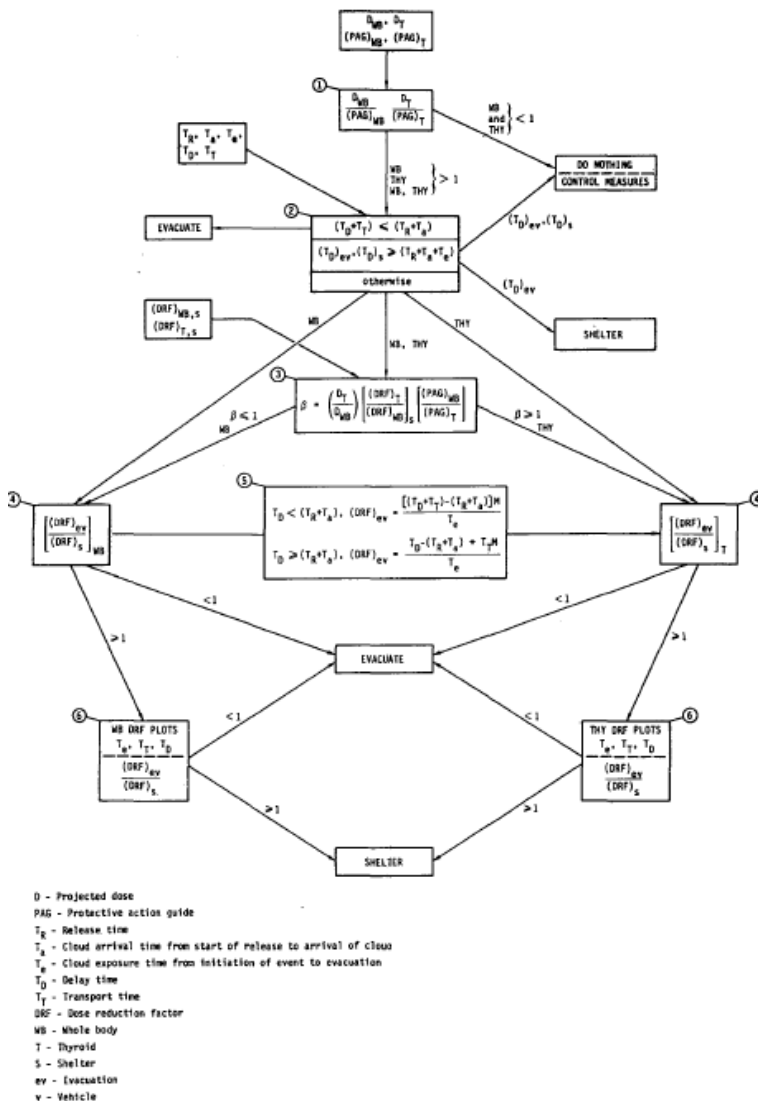 D_WB, D_T
(PAG)_WB, (PAG)_T
①
D_WB / (PAG)_WB   D_T / (PAG)_T
WB
and
THY
} < 1
T_R, T_a, T_e,
T_D, T_T
WB
THY
WB, THY
} > 1
DO NOTHING
CONTROL MEASURES
②
EVACUATE
(T_D+T_T) ⩽ (T_R+T_a)
(T_D)_ev,(T_D)_s ⩾ (T_R+T_a+T_e)
otherwise
(T_D)_ev,(T_D)_s
(T_D)_ev
SHELTER
(DRF)_WB,s
(DRF)_T,s
WB
WB, THY
THY
③
β = (D_T / D_WB) [(DRF)_T / (DRF)_WB]_s [(PAG)_WB / (PAG)_T]
β ⩽ 1
WB
β ⩾ 1
THY
④
[(DRF)_ev / (DRF)_s]_WB
⑤
T_D < (T_R+T_a), (DRF)_ev = [(T_D+T_T)-(T_R+T_a)]M / T_e
T_D ⩾ (T_R+T_a), (DRF)_ev = T_D-(T_R+T_a) + T_T M / T_e
④
[(DRF)_ev / (DRF)_s]_T
<1
<1
⩾1
⩾1
EVACUATE
⑥
WB DRF PLOTS
T_e, T_T, T_D
(DRF)_ev / (DRF)_s.
<1
<1
⑥
THY DRF PLOTS
T_e, T_T, T_D
(DRF)_ev / (DRF)_s
⩾1
⩾1
SHELTER
D - Projected dose
PAG - Protective action guide
T_R - Release time
T_a - Cloud arrival time from start of release to arrival of cloud
T_e - Cloud exposure time from initiation of event to evacuation
T_D - Delay time
T_T - Transport time
DRF - Dose reduction factor
WB - Whole body
T - Thyroid
S - Shelter
ev - Evacuation
v - Vehicle